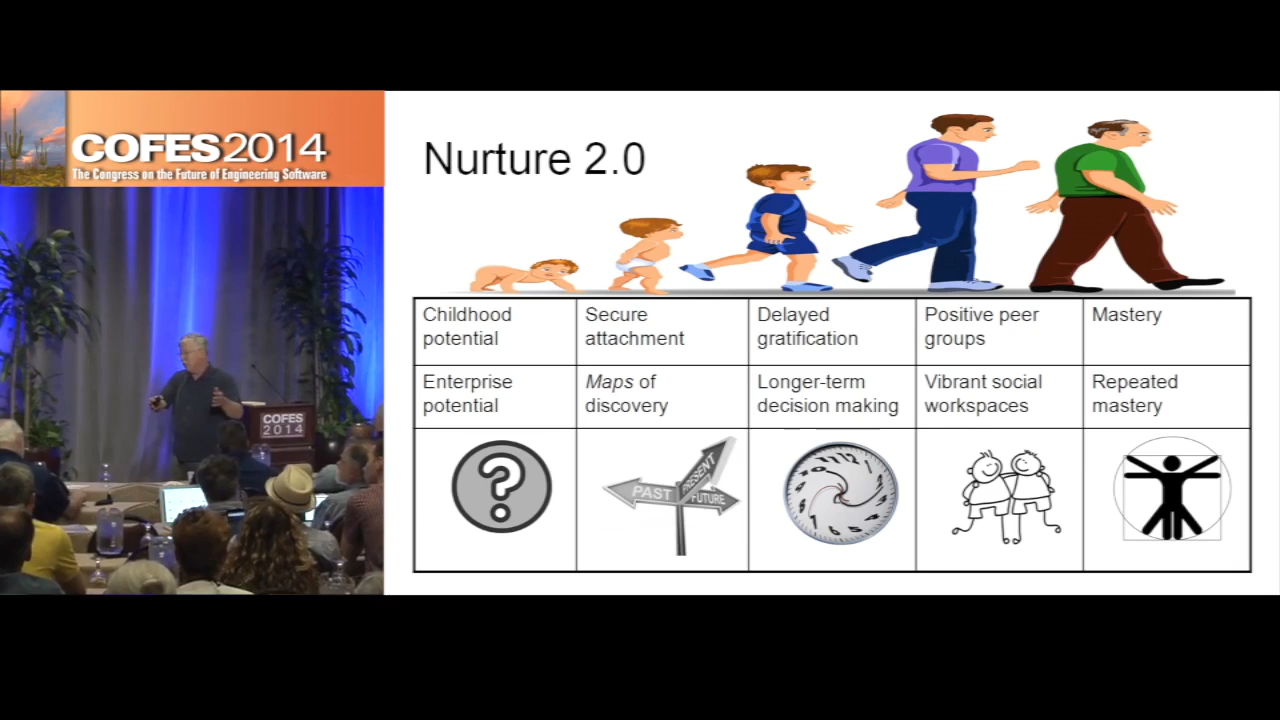 COFES2014
The Congress on the Future of Engineering Software
COFES
2014
Nurture 2.0
Childhood
potential
Secure
attachment
Delayed
gratification
Positive peer
groups
Mastery
Enterprise
potential
Maps of
discovery
Longer-term
decision making
Vibrant social
workspaces
Repeated
mastery
?
PAST
PRESENT
FUTURE